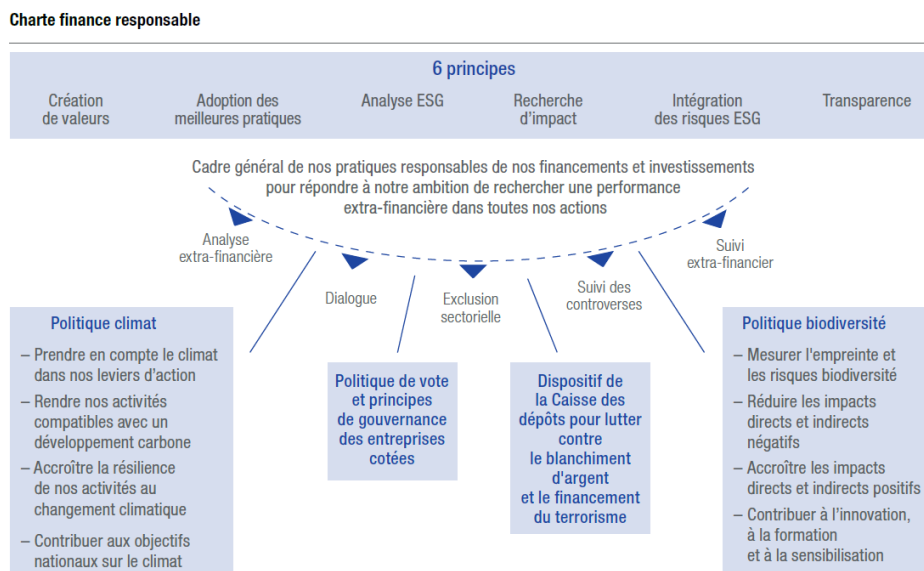 Charte finance responsable
6 principes
Création
de valeurs
Adoption des
meilleures pratiques
Analyse ESG
Recherche
d'impact
Intégration
des risques ESG
Transparence
Cadre général de nos pratiques responsables de nos financements et investissements
pour répondre à notre ambition de rechercher une performance
extra-financière dans toutes nos actions
Analyse
extra-financière
Dialogue
Exclusion
sectorielle
Suivi des
controverses
Suivi
extra-financier
Politique climat
– Prendre en compte le climat
dans nos leviers d'action
– Rendre nos activités
compatibles avec un
développement carbone
– Accroître la résilience
de nos activités au
changement climatique
– Contribuer aux objectifs
nationaux sur le climat
Politique de vote
et principes
de gouvernance
des entreprises
cotées
Dispositif de
la Caisse des
dépôts pour lutter
contre
le blanchiment
d'argent
et le financement
du terrorisme
Politique biodiversité
– Mesurer l'empreinte et
les risques biodiversité
– Réduire les impacts
directs et indirects
négatifs
– Accroître les impacts
directs et indirects positifs
– Contribuer à l'innovation,
à la formation
et à la sensibilisation